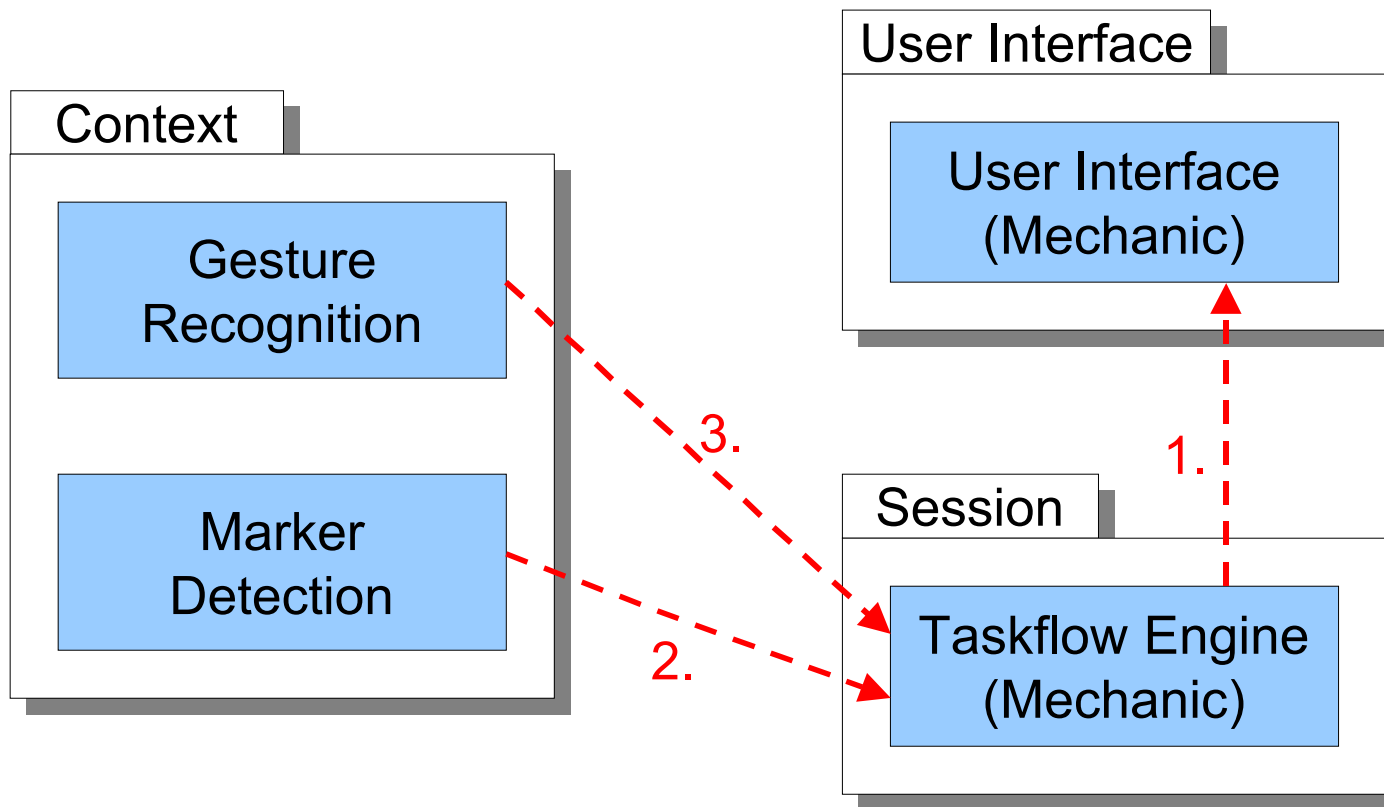 User Interface
Context
User Interface
(Mechanic)
Gesture
Recognition
3.
1.
Session
Marker
Detection
2.
Taskflow Engine
(Mechanic)